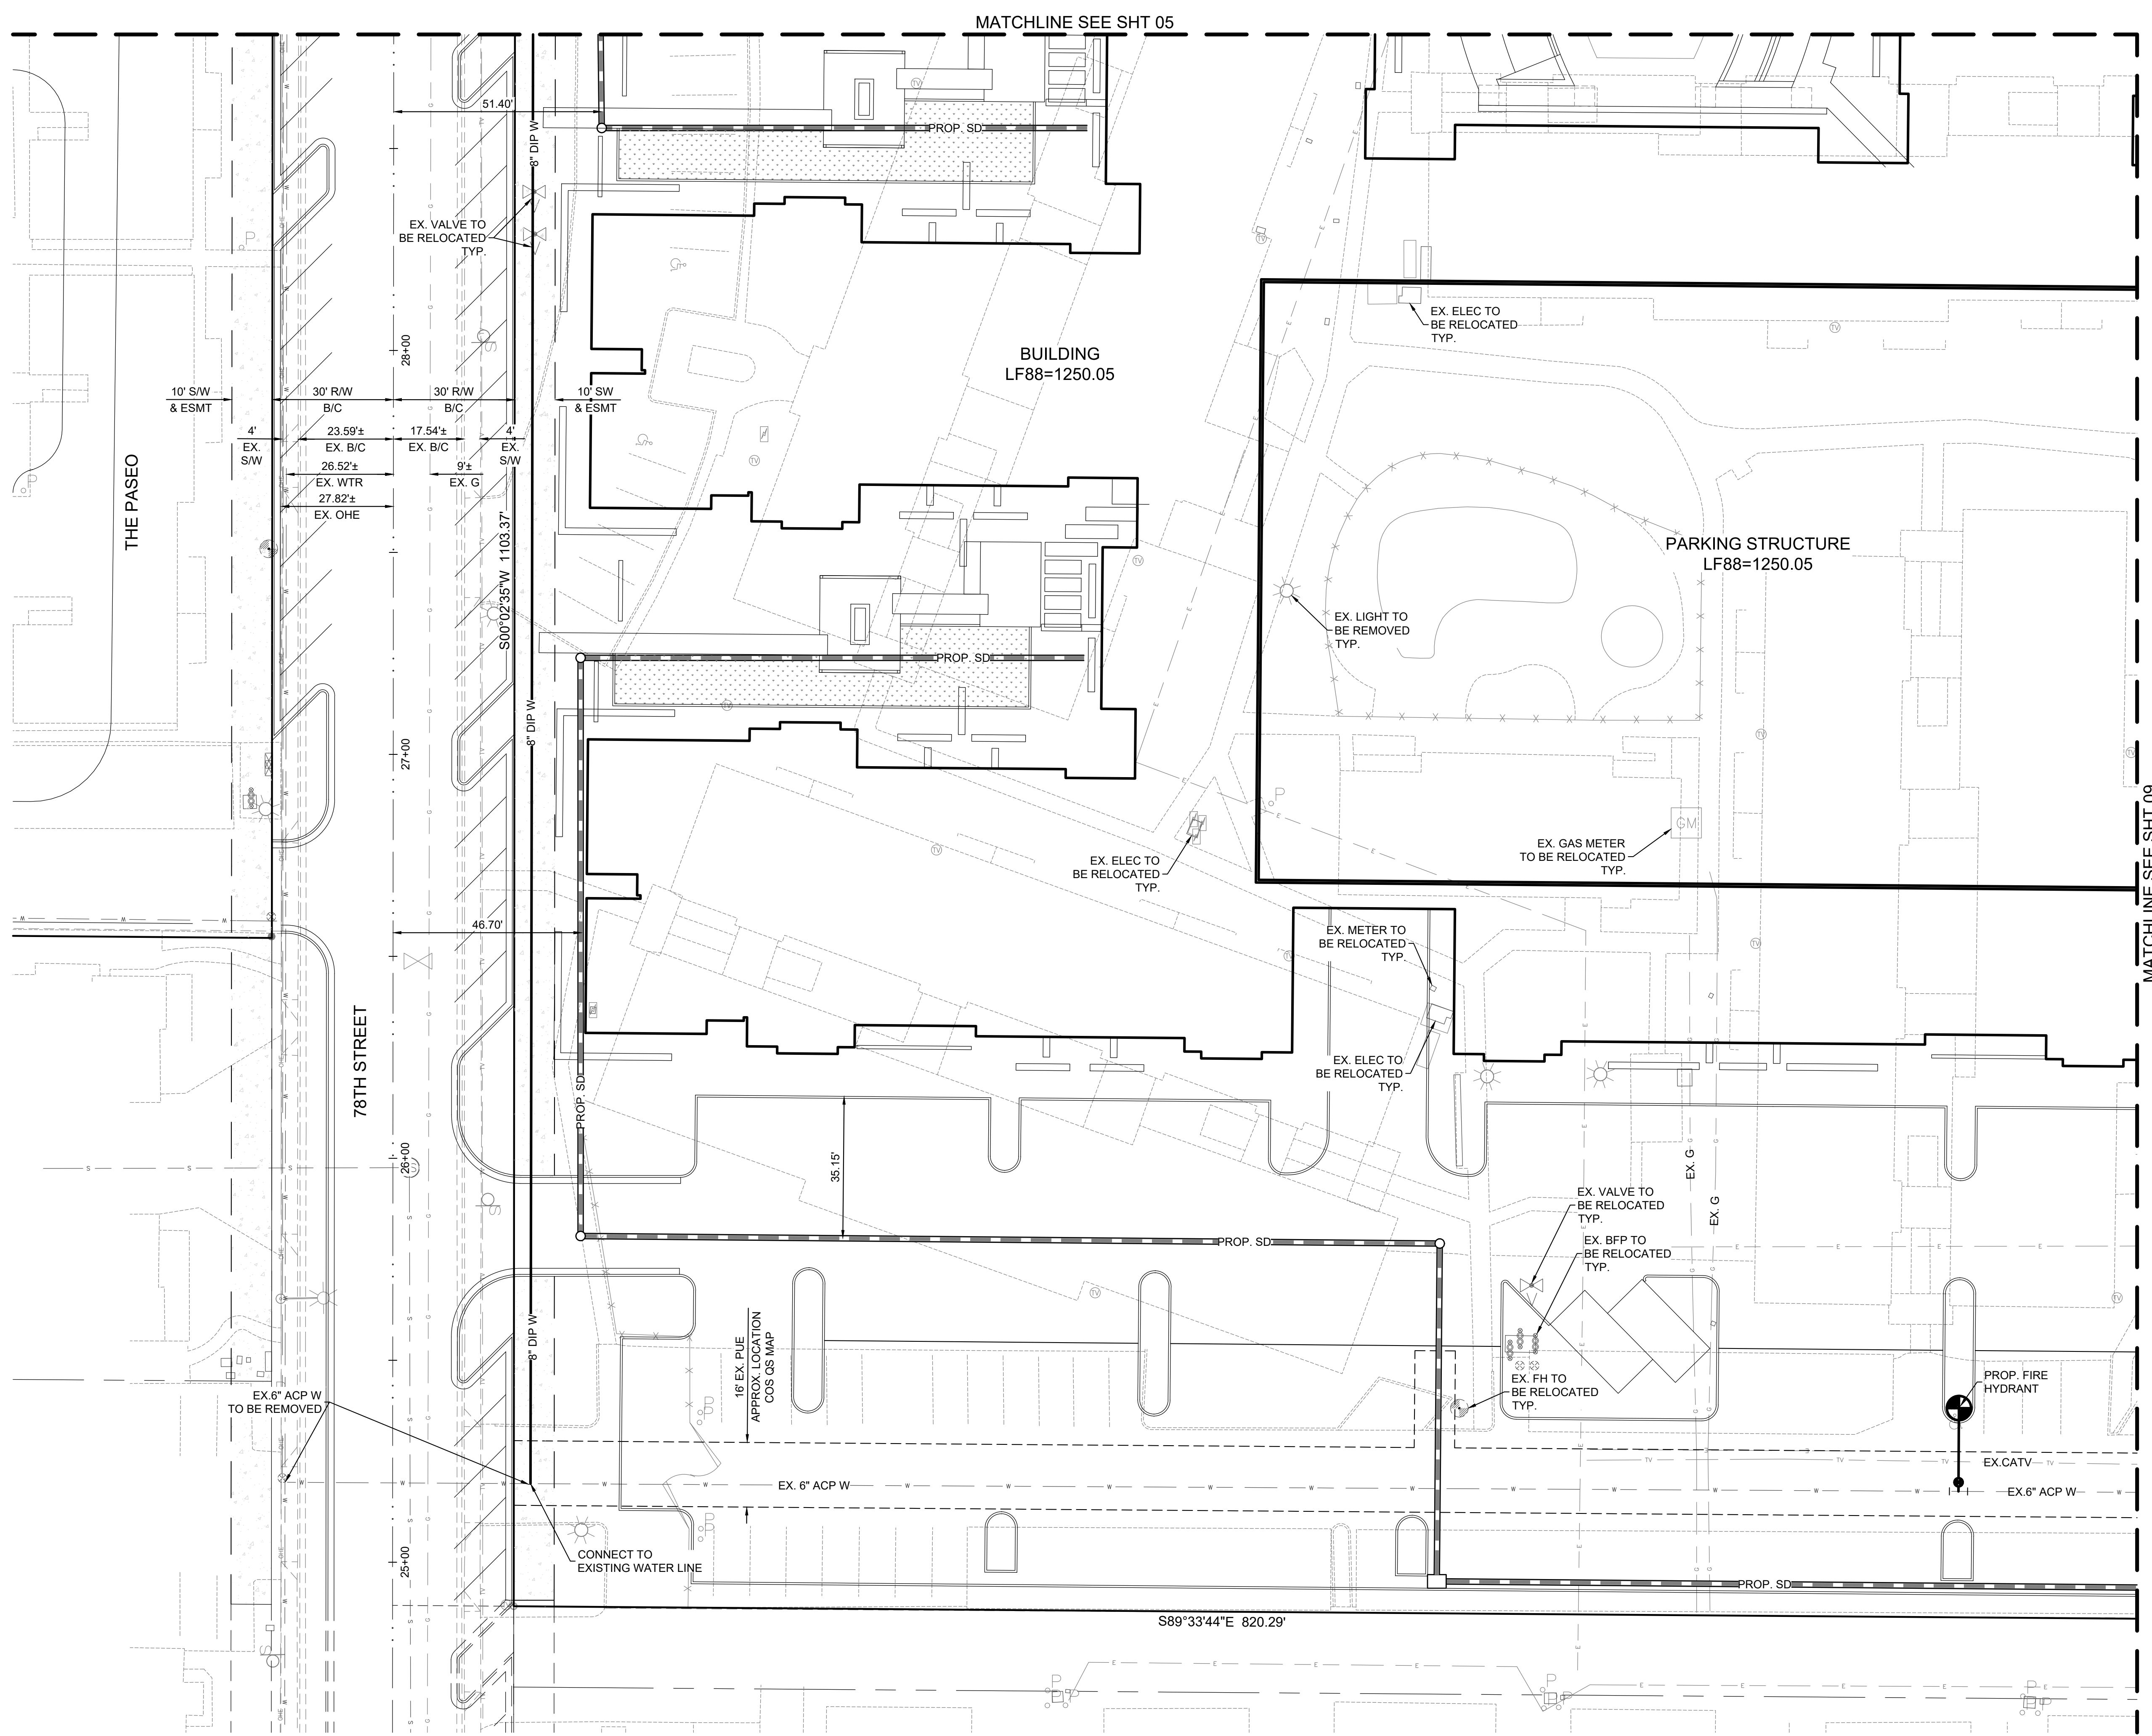 MATCHLINE SEE SHT 05
51.40'
PROP. SD
8" DIP W
EX. VALVE TO
BE RELOCATED
TYP.
28+00
BUILDING
LF88=1250.05
EX. ELEC TO
BE RELOCATED
TYP.
10' S/W
& ESMT
30' R/W
B/C
30' R/W
B/C
10' SW
& ESMT
4'
EX.
S/W
23.59'±
EX. B/C
17.54'±
EX. B/C
4'
EX.
S/W
26.52'±
EX. WTR
9'±
EX. G
27.82'±
EX. OHE
THE PASEO
S00°02'35"W 1103.37'
PARKING STRUCTURE
LF88=1250.05
EX. LIGHT TO
BE REMOVED
TYP.
PROP. SD
8" DIP W
27+00
EX. ELEC TO
BE RELOCATED
TYP.
GM
EX. GAS METER
TO BE RELOCATED
TYP.
MATCHLINE SEE SHT 09
46.70'
EX. METER TO
BE RELOCATED
TYP.
78TH STREET
EX. ELEC TO
BE RELOCATED
TYP.
PROP. SD
26+00
35.15'
EX. G
EX. G
EX. VALVE TO
BE RELOCATED
TYP.
PROP. SD
EX. BFP TO
BE RELOCATED
TYP.
8" DIP W
16' EX. PUE
APPROX. LOCATION
COS QS MAP
EX. FH TO
BE RELOCATED
TYP.
PROP. FIRE
HYDRANT
EX.6" ACP W
TO BE REMOVED
EX. 6" ACP W
EX.CATV
EX.6" ACP W
CONNECT TO
EXISTING WATER LINE
25+00
PROP. SD
S89°33'44"E 820.29'